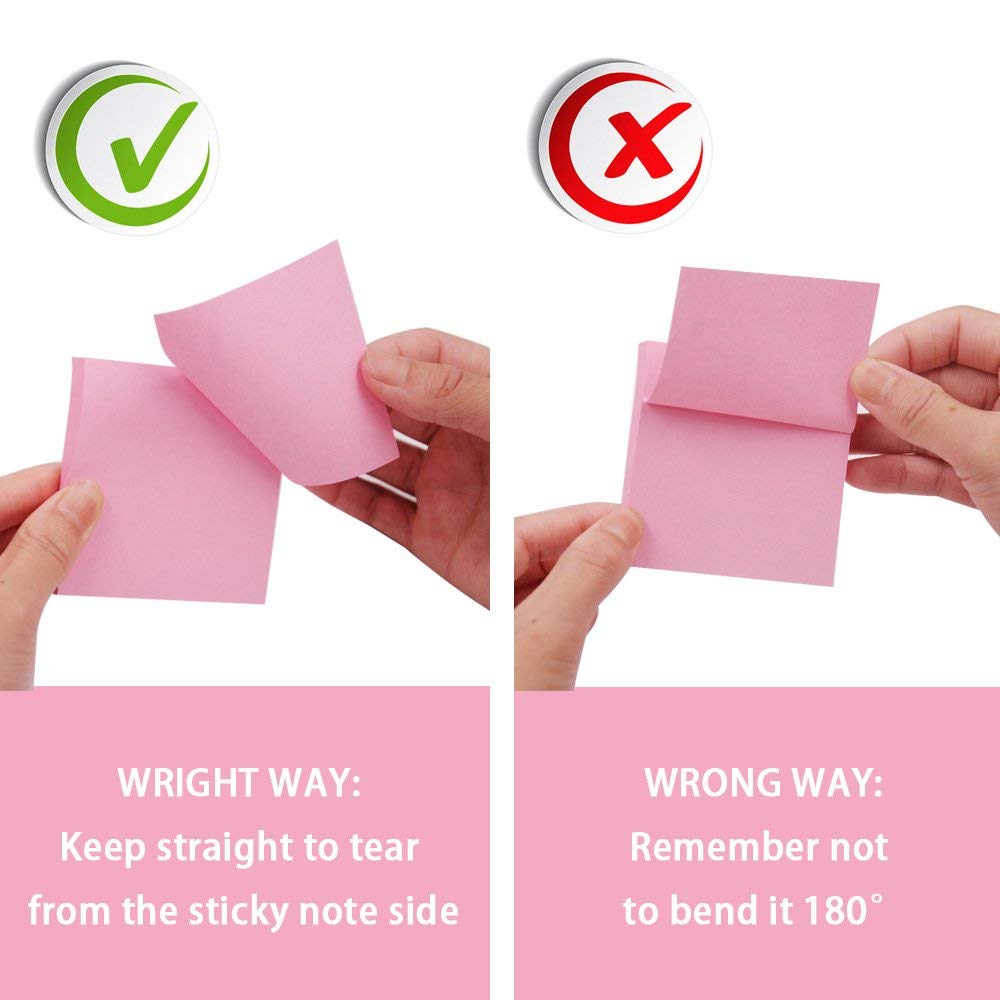 WRIGHT WAY:
Keep straight to tear
from the sticky note side
WRONG WAY:
Remember not
to bend it 180°